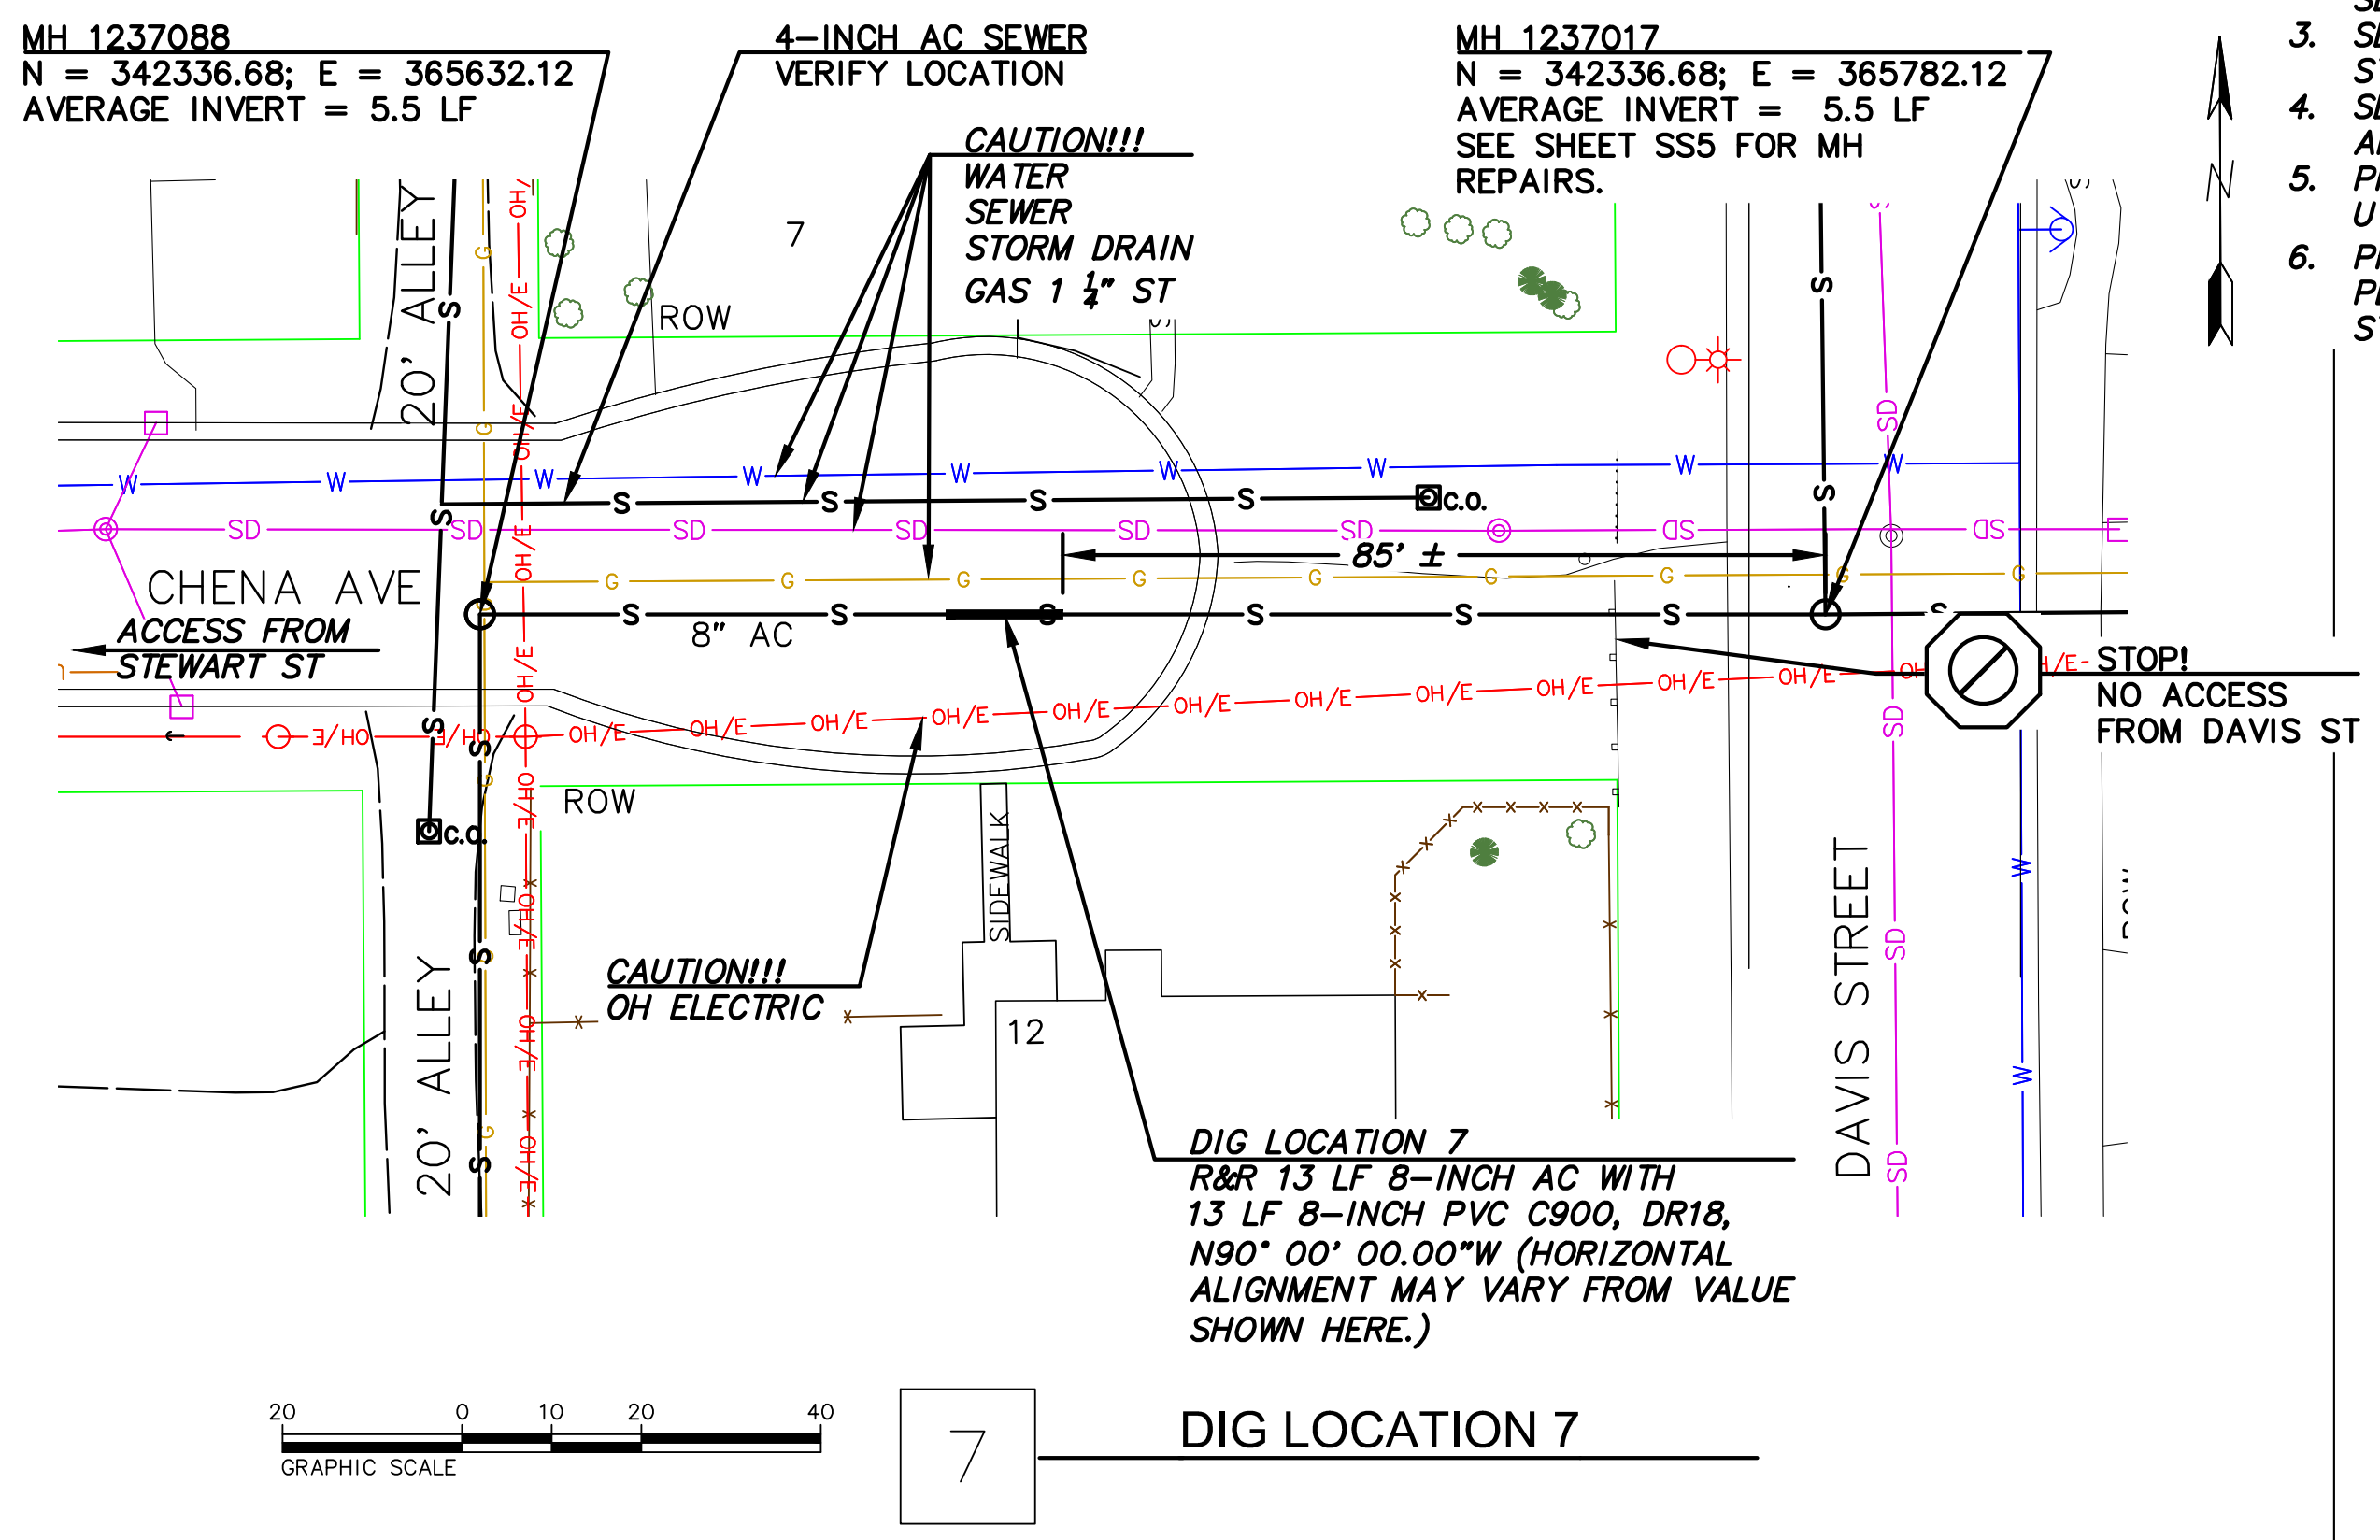 MH 1237088
N = 342336.68; E = 365632.12
AVERAGE INVERT = 5.5 LF
4-INCH AC SEWER
VERIFY LOCATION
CAUTION!!!
WATER
SEWER
STORM DRAIN
GAS 1 1/4" ST
MH 1237017
N = 342336.68; E = 365782.12
AVERAGE INVERT = 5.5 LF
SEE SHEET SS5 FOR MH
REPAIRS.
N
3.
4.
5.
6.
20' ALLEY
7
ROW
G
OH/E
S
W
SD
C.O.
85' ±
CHENA AVE
ACCESS FROM
STEWART ST
8" AC
STOP!
NO ACCESS
FROM DAVIS ST
ROW
C.O.
SIDEWALK
CAUTION!!!
OH ELECTRIC
12
20' ALLEY
DAVIS STREET
DIG LOCATION 7
R&R 13 LF 8-INCH AC WITH
13 LF 8-INCH PVC C900, DR18,
N90° 00' 00.00"W (HORIZONTAL
ALIGNMENT MAY VARY FROM VALUE
SHOWN HERE.)
20 0 10 20 40
GRAPHIC SCALE
7
DIG LOCATION 7